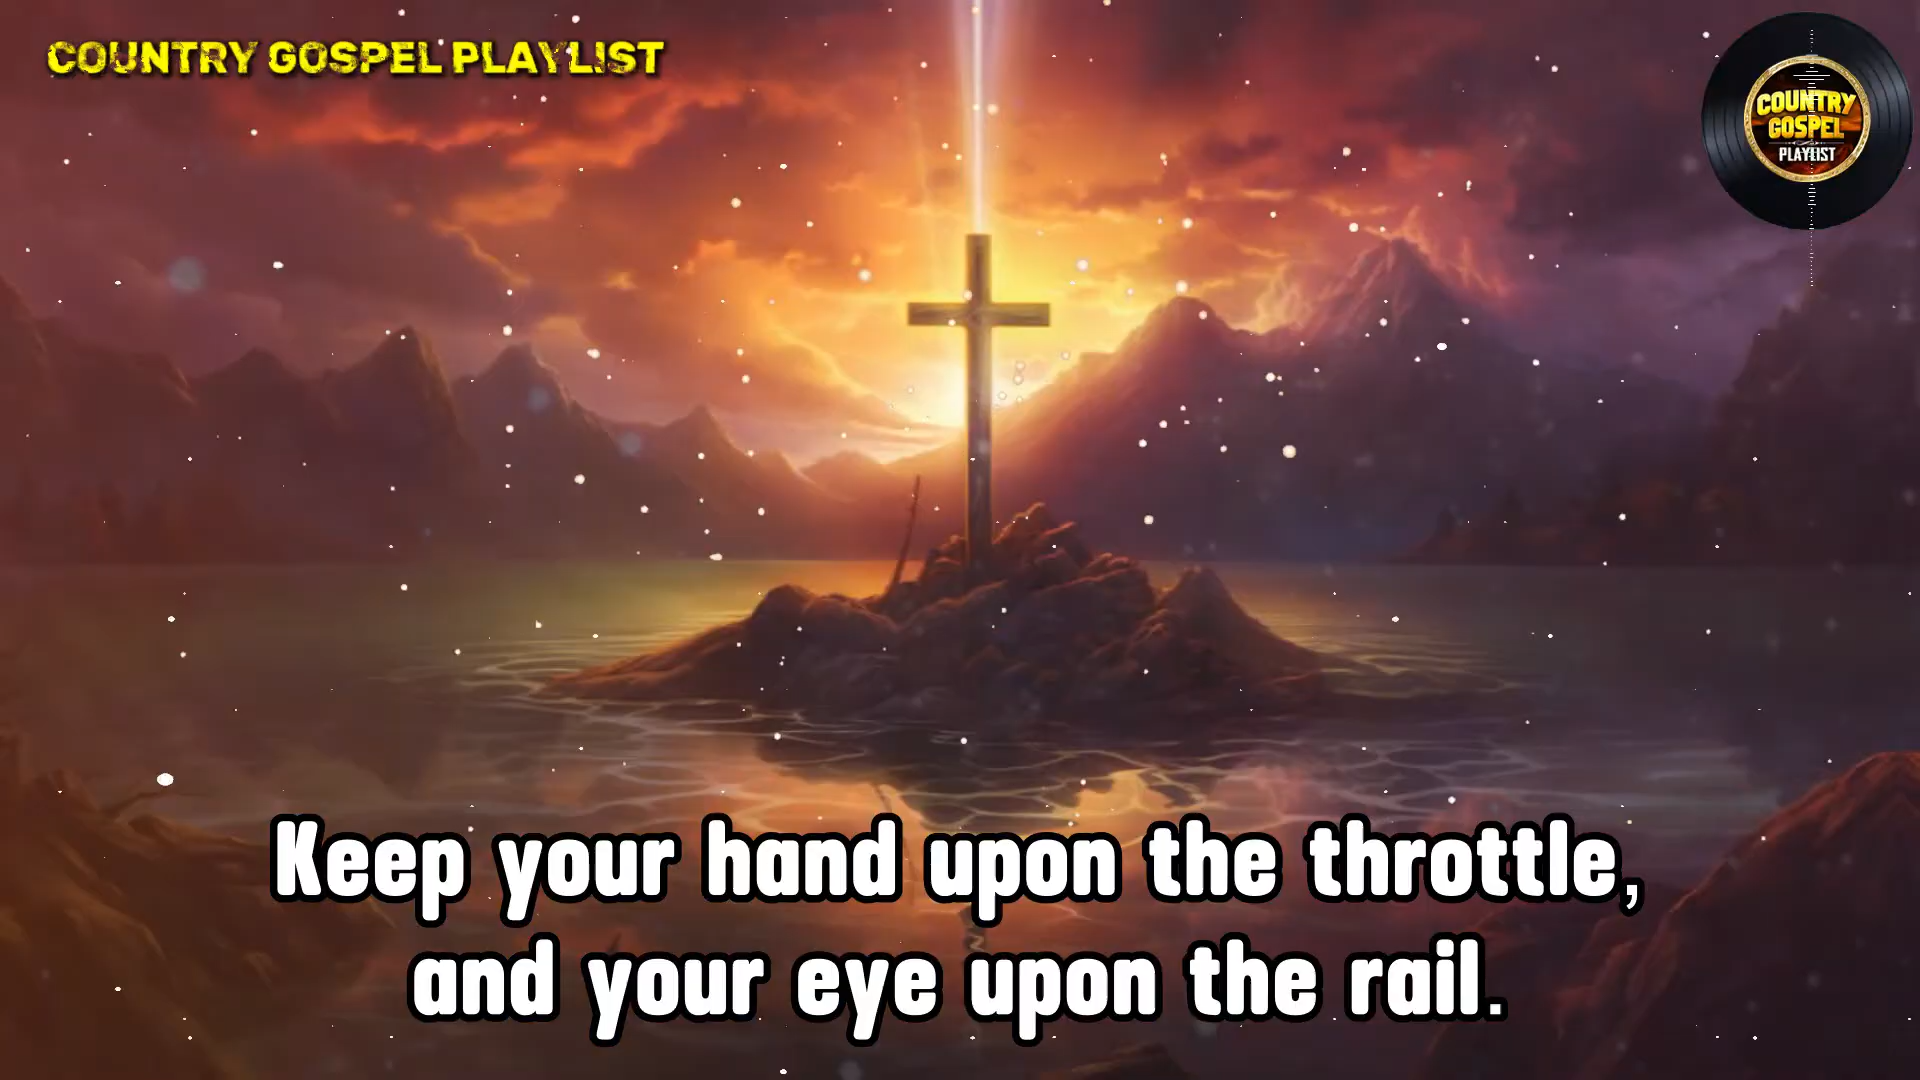 COUNTRY GOSPEL PLAYLIST
COUNTRY
GOSPEL
PLAYLIST
Keep your hand upon the throttle,
and your eye upon the rail.